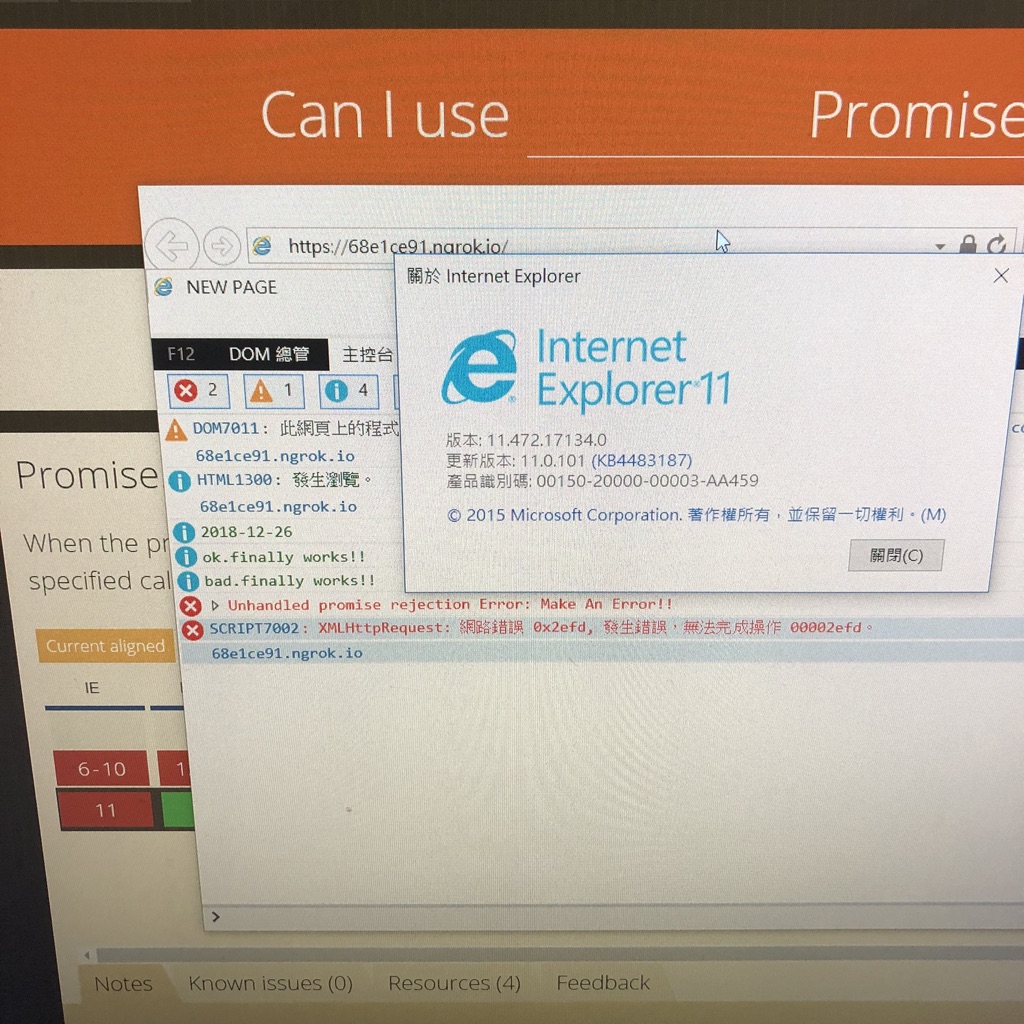 Can I use
Promise
https://68e1ce91.ngrok.io/
關於 Internet Explorer
NEW PAGE
Internet
Explorer 11
F12 DOM 總管 主控台
2 1 4
版本: 11.472.17134.0
更新版本: 11.0.101 (KB4483187)
產品識別碼: 00150-20000-00003-AA459
© 2015 Microsoft Corporation. 著作權所有，並保留一切權利。(M)
關閉(C)
DOM7011: 此網頁上的程式
68e1ce91.ngrok.io
HTML1300: 發生瀏覽。
68e1ce91.ngrok.io
2018-12-26
ok.finally works!!
bad.finally works!!
Unhandled promise rejection Error: Make An Error!!
SCRIPT7002: XMLHttpRequest: 網路錯誤 0x2efd, 發生錯誤，無法完成操作 00002efd。
68e1ce91.ngrok.io
>
Promise
When the pr
specified cal
Current aligned
IE
6-10
11
Notes Known issues (0) Resources (4) Feedback